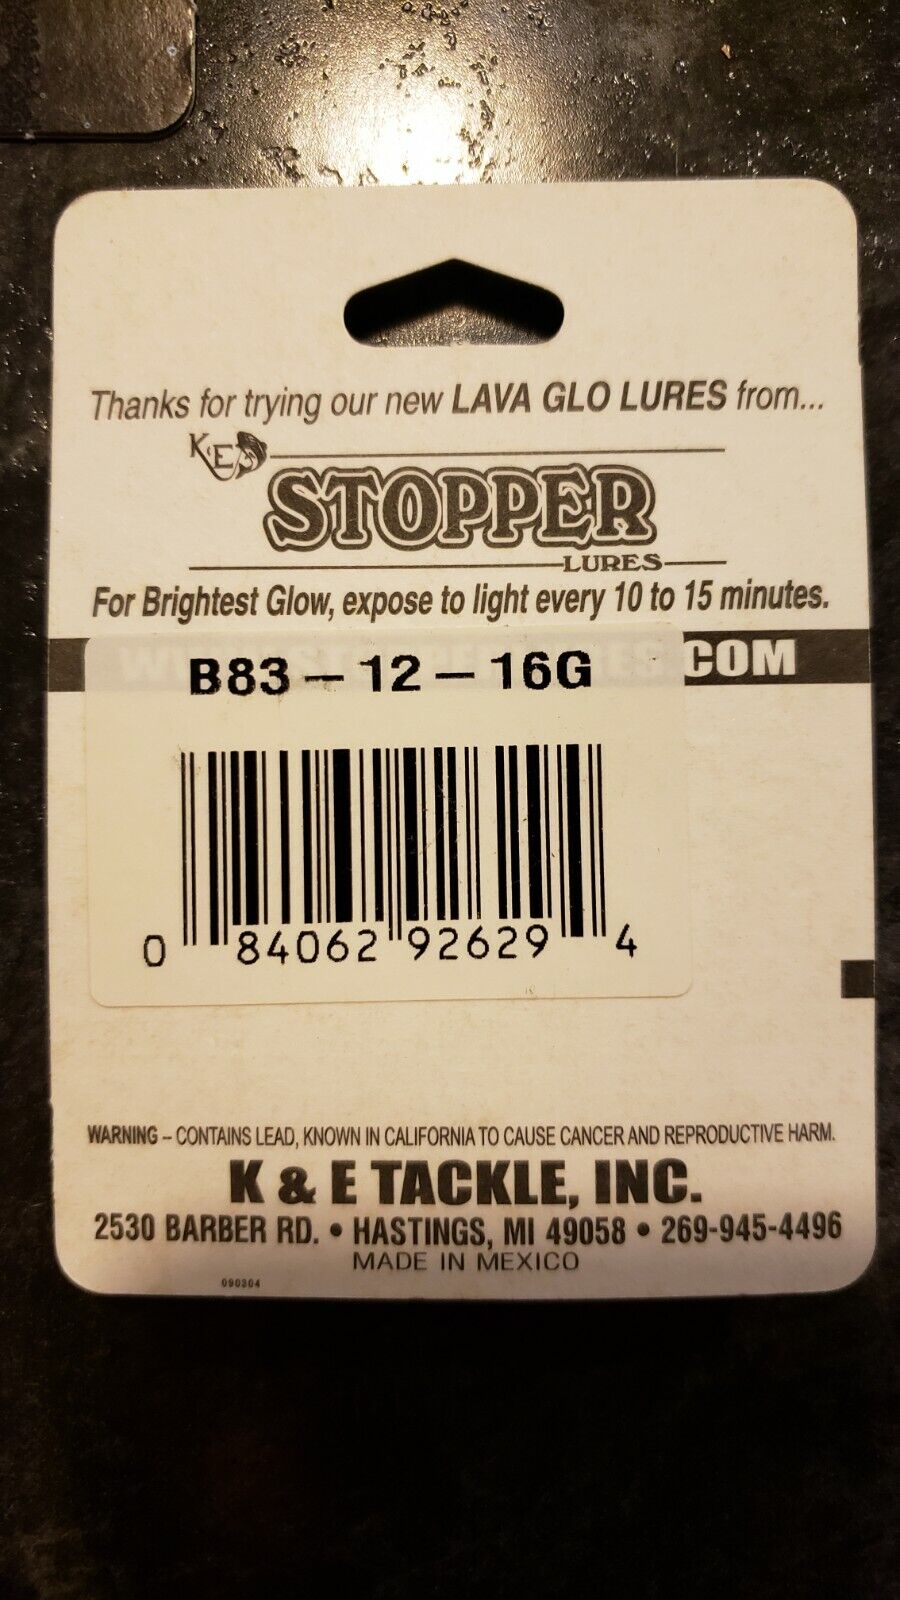 Thanks for trying our new LAVA GLO LURES from...
K&E
STOPPER
LURES
For Brightest Glow, expose to light every 10 to 15 minutes.
.COM
B83-12-16G
0 84062 92629 4
WARNING – CONTAINS LEAD, KNOWN IN CALIFORNIA TO CAUSE CANCER AND REPRODUCTIVE HARM.
K & E TACKLE, INC.
2530 BARBER RD. • HASTINGS, MI 49058 • 269-945-4496
MADE IN MEXICO
090304